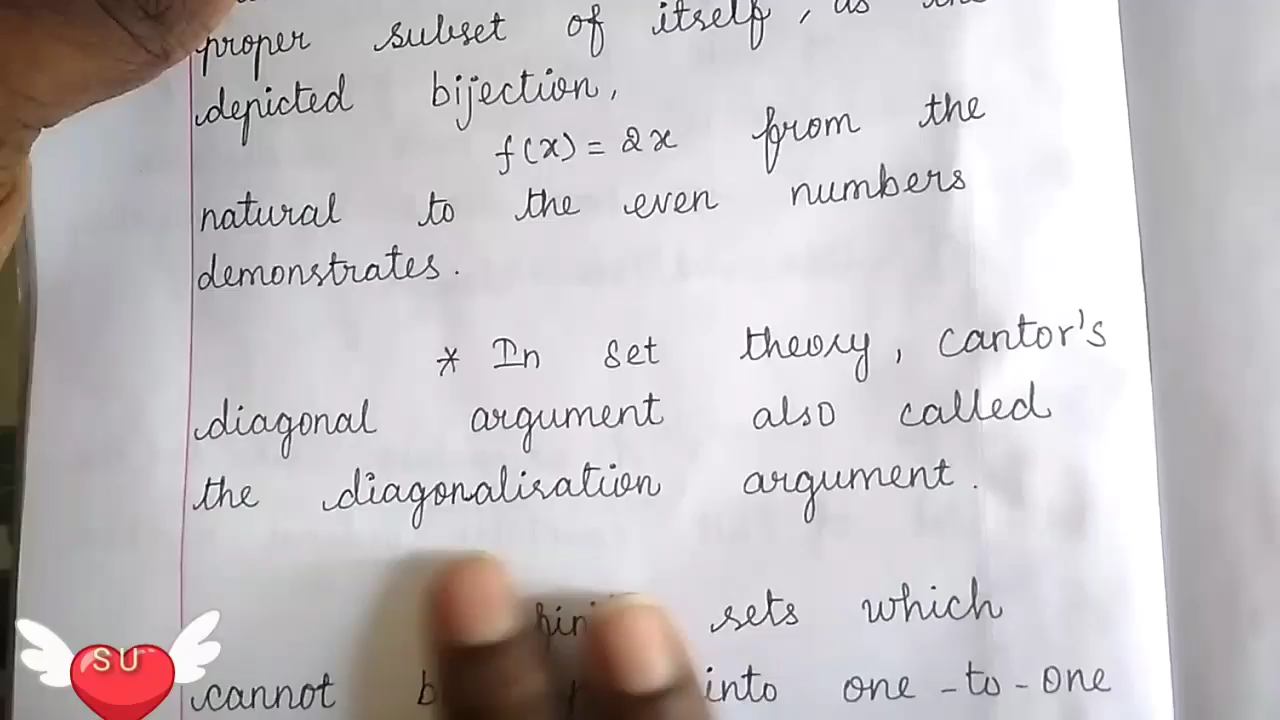 proper subset of itself, as the
depicted bijection,
f(x) = 2x from the
natural to the even numbers
demonstrates.
* In set theory, cantor's
diagonal argument also called
the diagonalisation argument.
sets which
cannot into one-to-one
SU